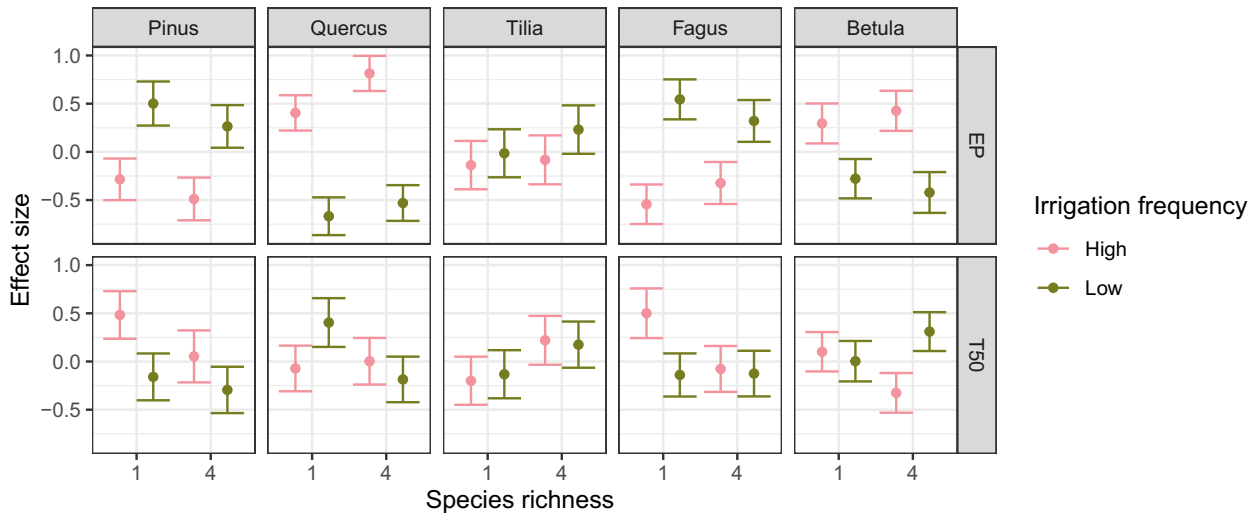 Pinus Quercus Tilia Fagus Betula
1.0
0.5
0.0
−0.5
EP
1.0
0.5
0.0
−0.5
T50
1 4 1 4 1 4 1 4 1 4
Species richness
Effect size
Irrigation frequency
High
Low